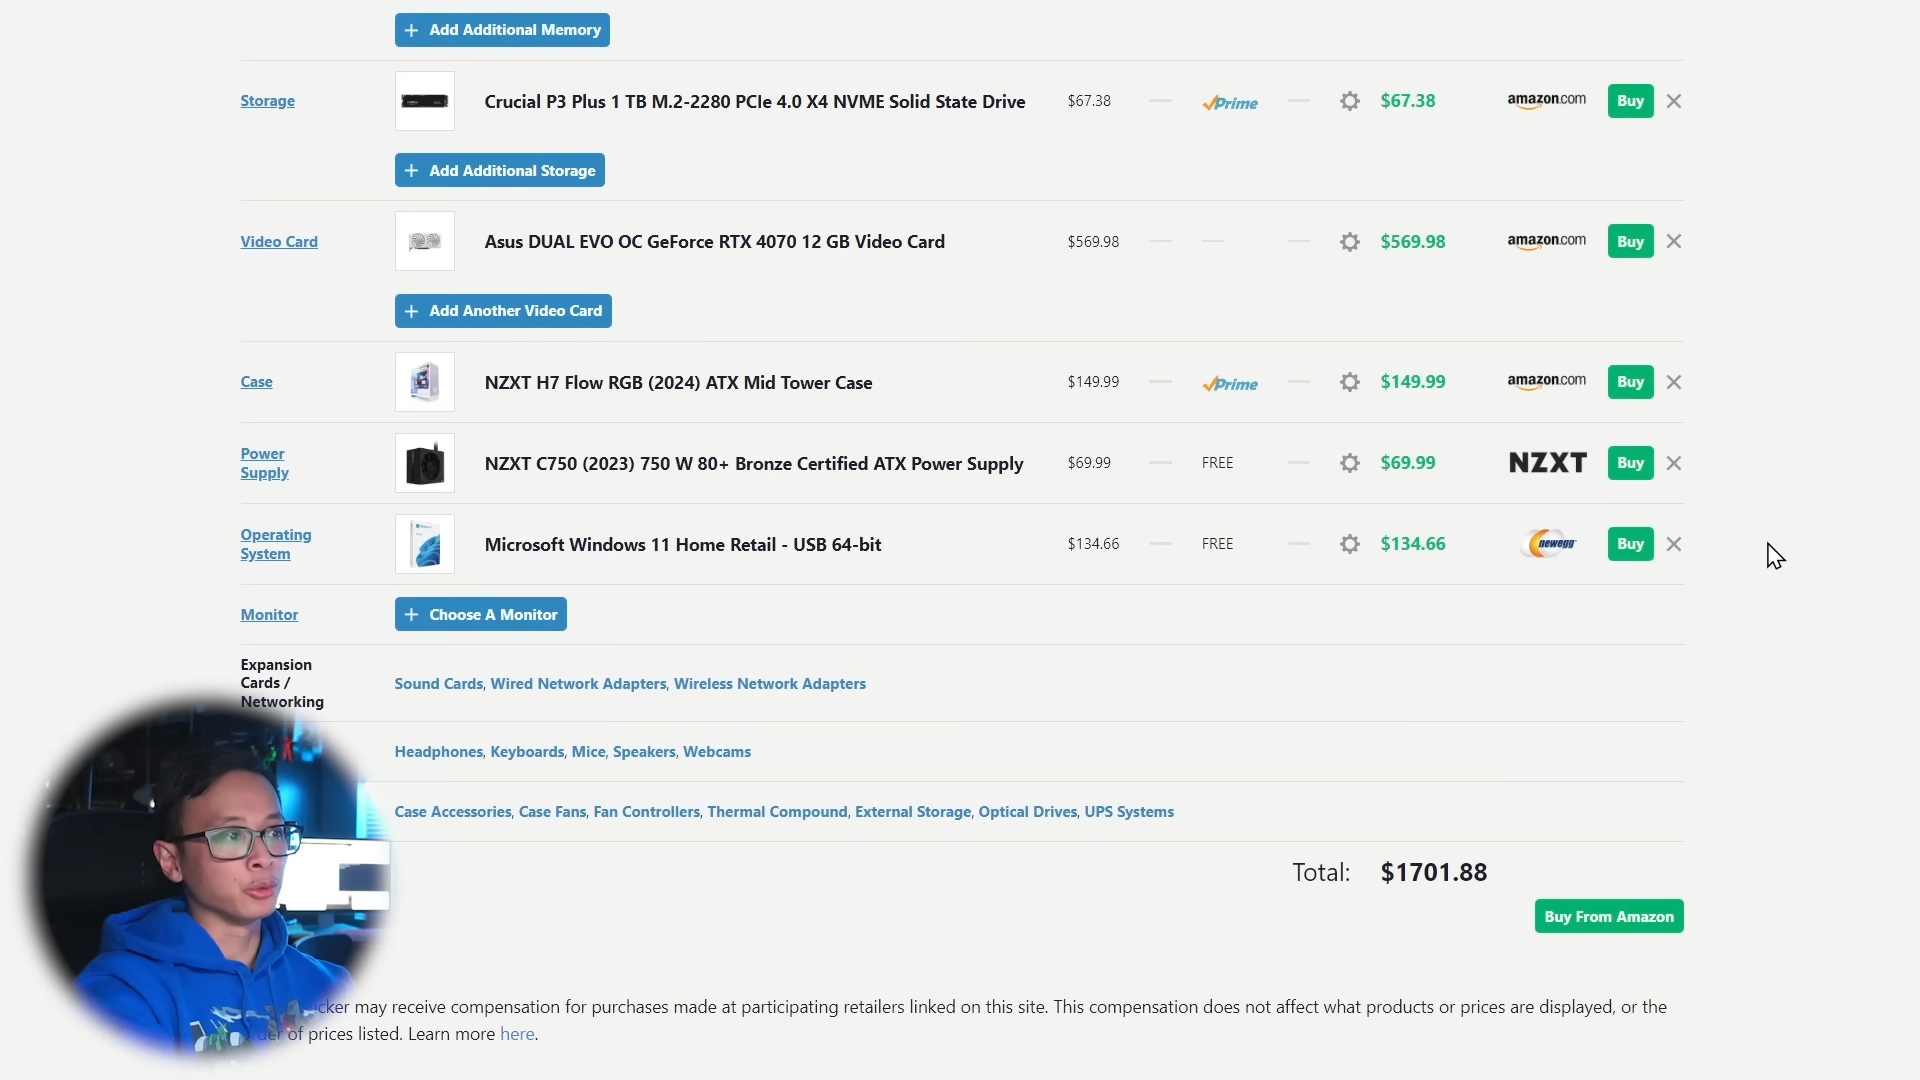 + Add Additional Memory
Storage Crucial P3 Plus 1 TB M.2-2280 PCIe 4.0 X4 NVME Solid State Drive $67.38 — Prime — $67.38 amazon.com Buy
+ Add Additional Storage
Video Card Asus DUAL EVO OC GeForce RTX 4070 12 GB Video Card $569.98 — — — $569.98 amazon.com Buy
+ Add Another Video Card
Case NZXT H7 Flow RGB (2024) ATX Mid Tower Case $149.99 — Prime — $149.99 amazon.com Buy
Power
Supply
NZXT C750 (2023) 750 W 80+ Bronze Certified ATX Power Supply $69.99 — FREE — $69.99 NZXT Buy
Operating
System
Microsoft Windows 11 Home Retail - USB 64-bit $134.66 — FREE — $134.66 newegg Buy
Monitor + Choose A Monitor
Expansion
Cards /
Networking
Sound Cards, Wired Network Adapters, Wireless Network Adapters
Headphones, Keyboards, Mice, Speakers, Webcams
Case Accessories, Case Fans, Fan Controllers, Thermal Compound, External Storage, Optical Drives, UPS Systems
Total: $1701.88
Buy From Amazon
icker may receive compensation for purchases made at participating retailers linked on this site. This compensation does not affect what products or prices are displayed, or the
order of prices listed. Learn more here.